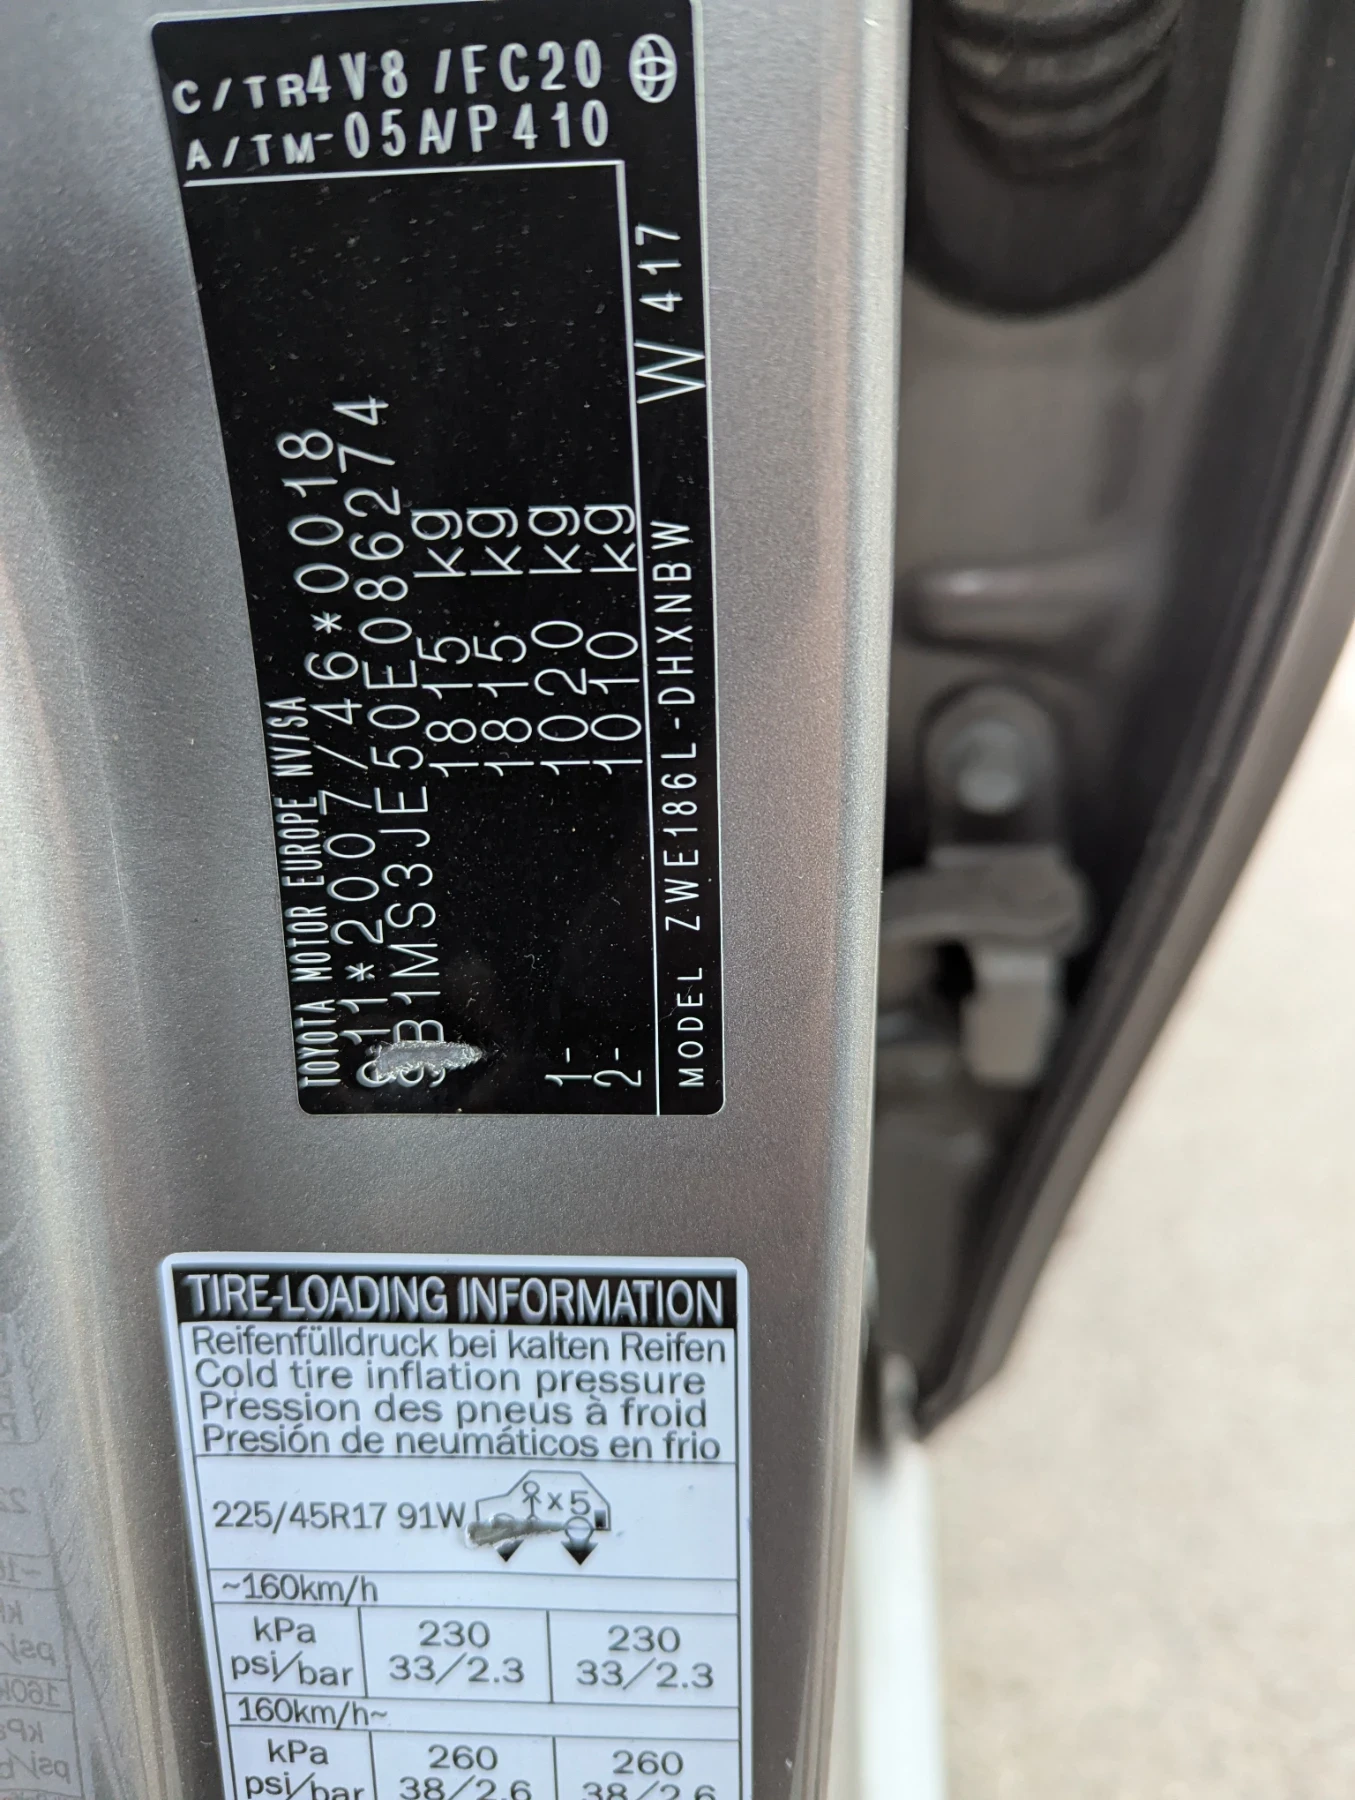 C/TR4V8 /FC20
A/TM-05A/P410
TOYOTA MOTOR EUROPE NV/SA
11*2007/46*0018
SB1MS3JE50E086274
1815 kg
1815 kg
1- 1020 kg
2- 1010 kg
MODEL ZWE186L-DHXNBW W417
TIRE-LOADING INFORMATION
Reifenfülldruck bei kalten Reifen
Cold tire inflation pressure
Pression des pneus à froid
Presión de neumáticos en frio
225/45R17 91W x5
~160km/h
kPa 230 230
psi/bar 33/2.3 33/2.3
160km/h~
kPa 260 260
psi/bar 38/2.6 38/2.6